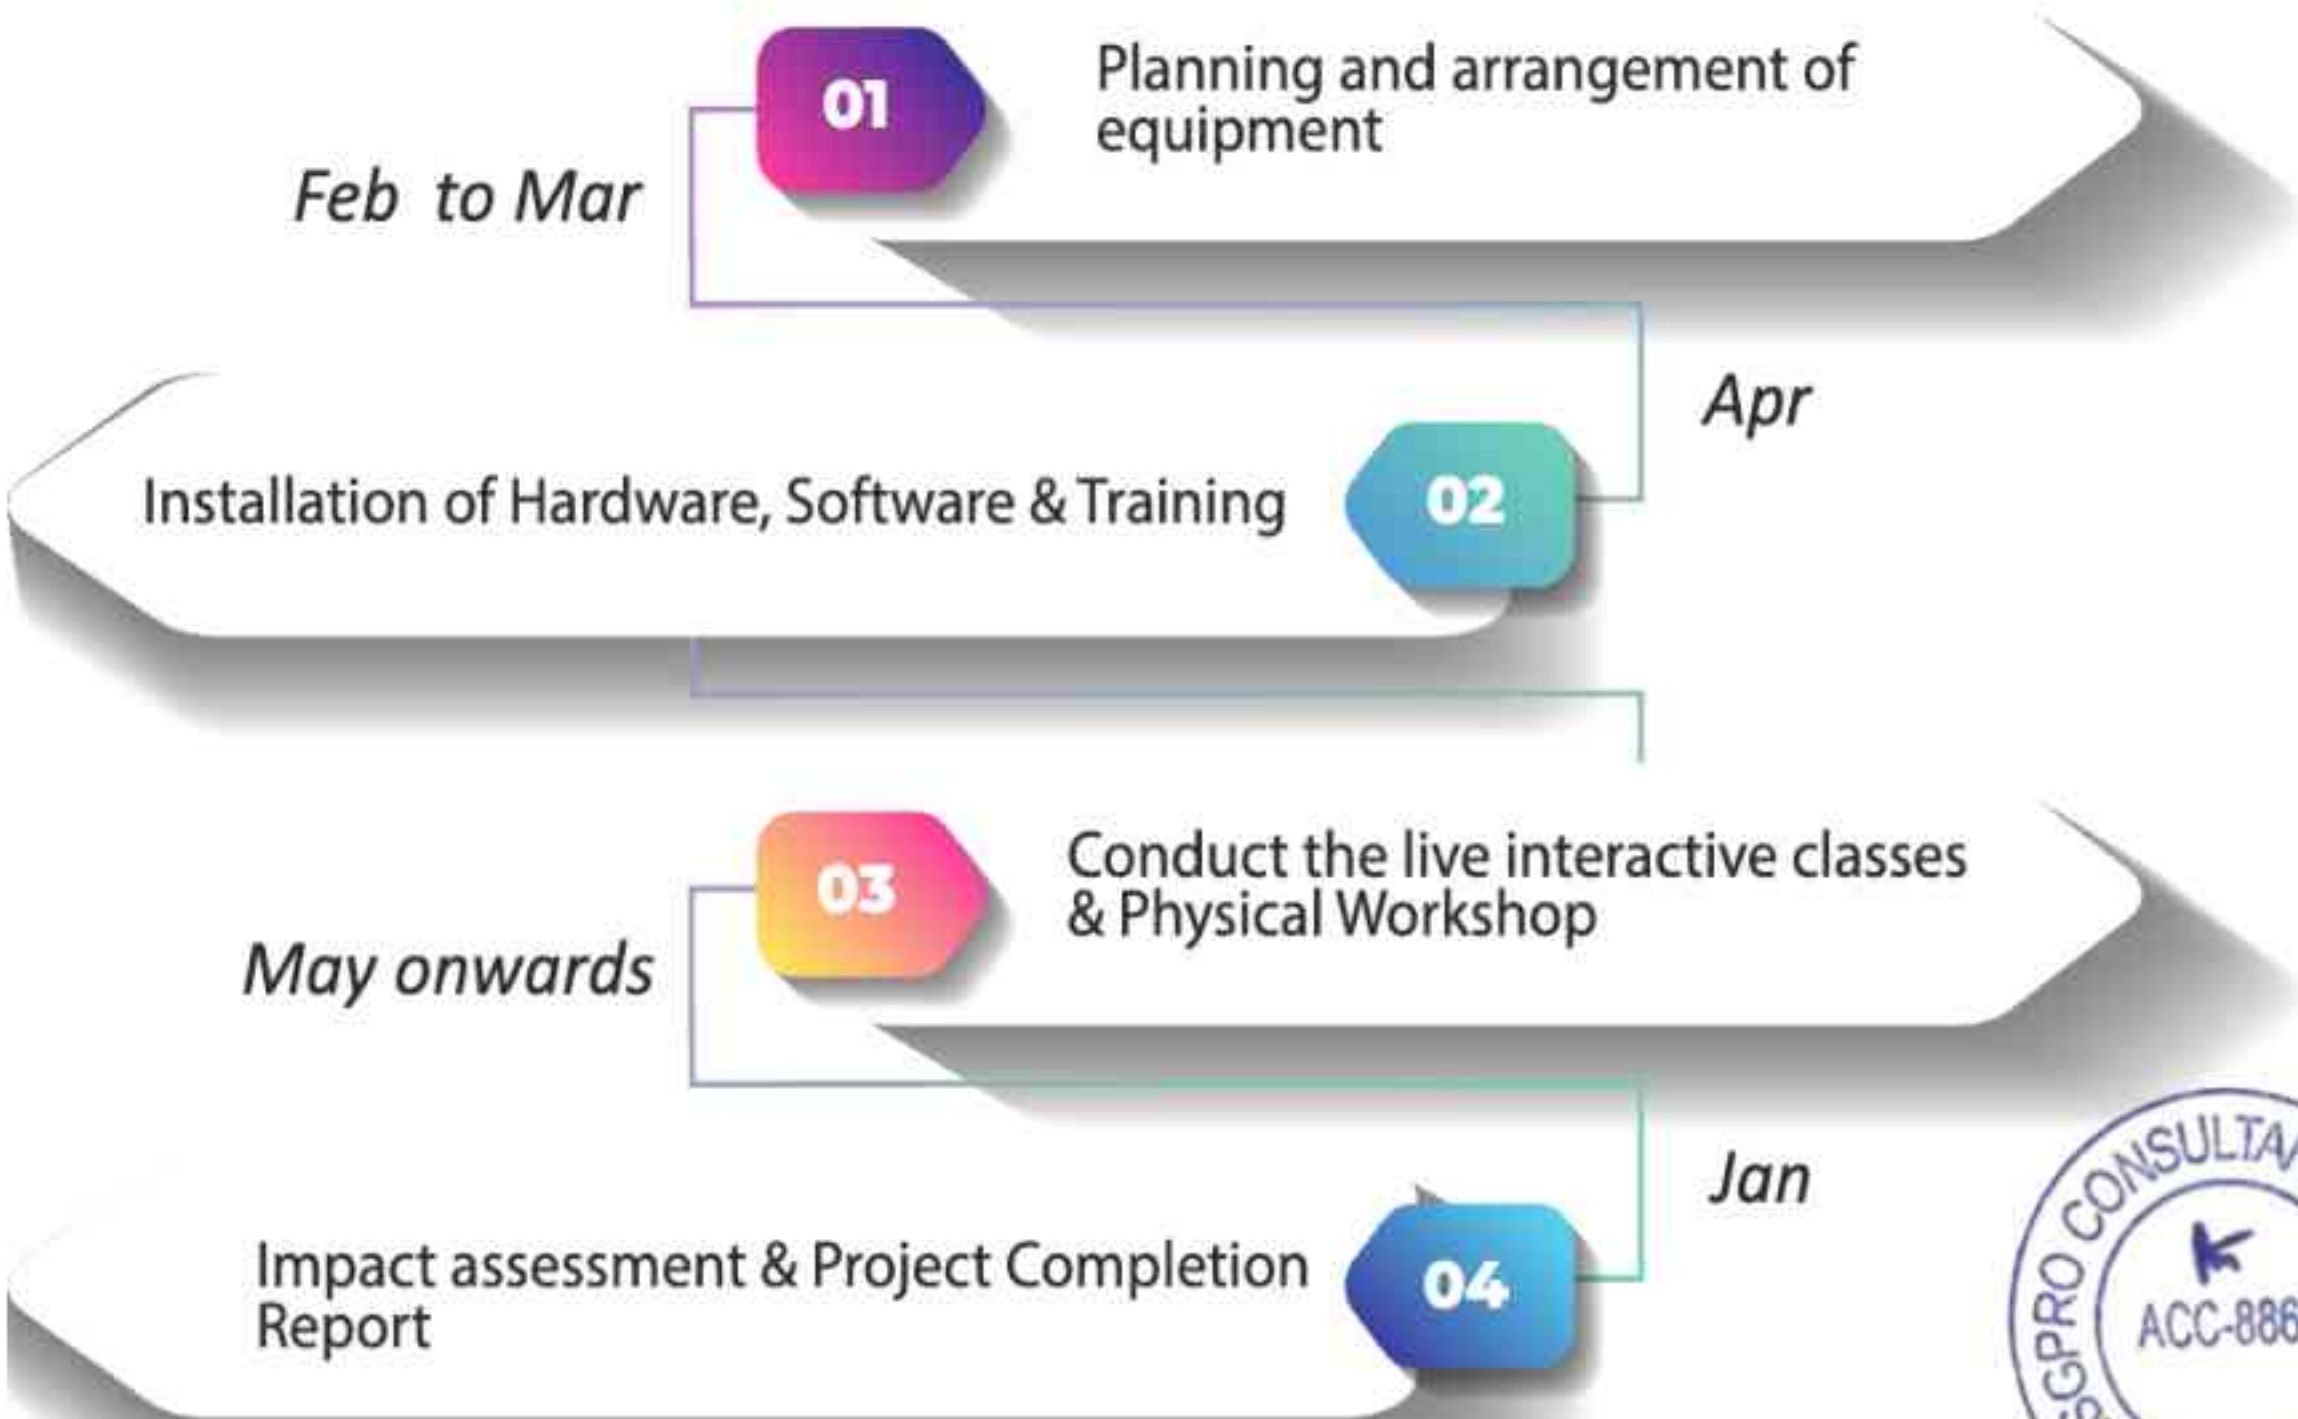 01
Planning and arrangement of
equipment
Feb to Mar
Apr
Installation of Hardware, Software & Training
02
03
Conduct the live interactive classes
& Physical Workshop
May onwards
Jan
Impact assessment & Project Completion
Report
04
CONSULTA
ACC-886